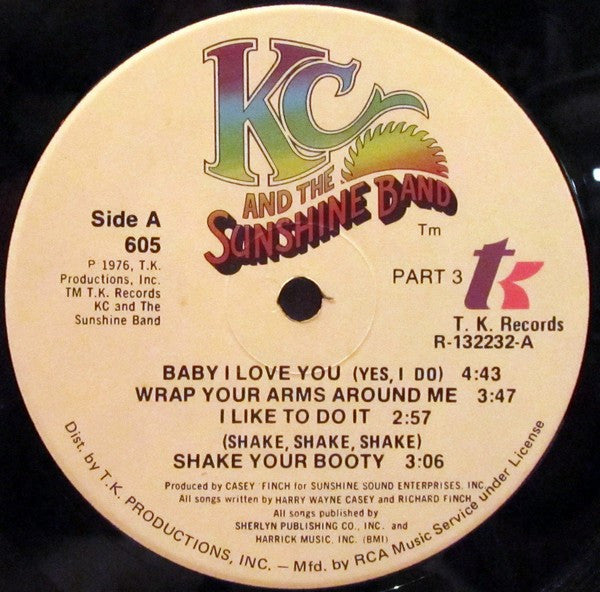 KC
AND THE
SUNSHINE BAND
Tm
Side A
605
P 1976, T.K.
Productions, Inc.
TM T.K. Records
KC and The
Sunshine Band
PART 3
tk
T. K. Records
R-132232-A
BABY I LOVE YOU (YES, I DO) 4:43
WRAP YOUR ARMS AROUND ME 3:47
I LIKE TO DO IT 2:57
(SHAKE, SHAKE, SHAKE)
SHAKE YOUR BOOTY 3:06
Produced by CASEY/FINCH for SUNSHINE SOUND ENTERPRISES, INC.
All songs written by HARRY WAYNE CASEY and RICHARD FINCH
All songs published by
SHERLYN PUBLISHING CO., INC. and
HARRICK MUSIC, INC. (BMI)
Dist. by T.K. PRODUCTIONS, INC. – Mfd. by RCA Music Service under License